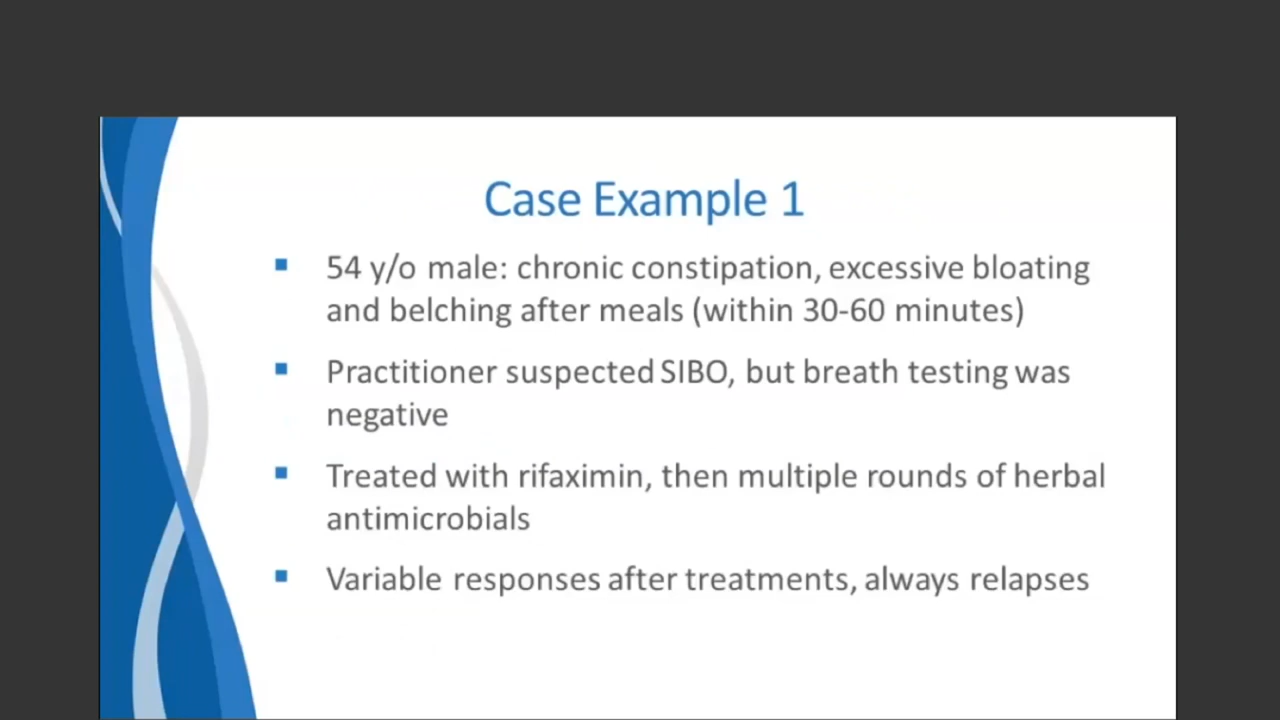 Case Example 1
▪ 54 y/o male: chronic constipation, excessive bloating
and belching after meals (within 30-60 minutes)
▪ Practitioner suspected SIBO, but breath testing was
negative
▪ Treated with rifaximin, then multiple rounds of herbal
antimicrobials
▪ Variable responses after treatments, always relapses